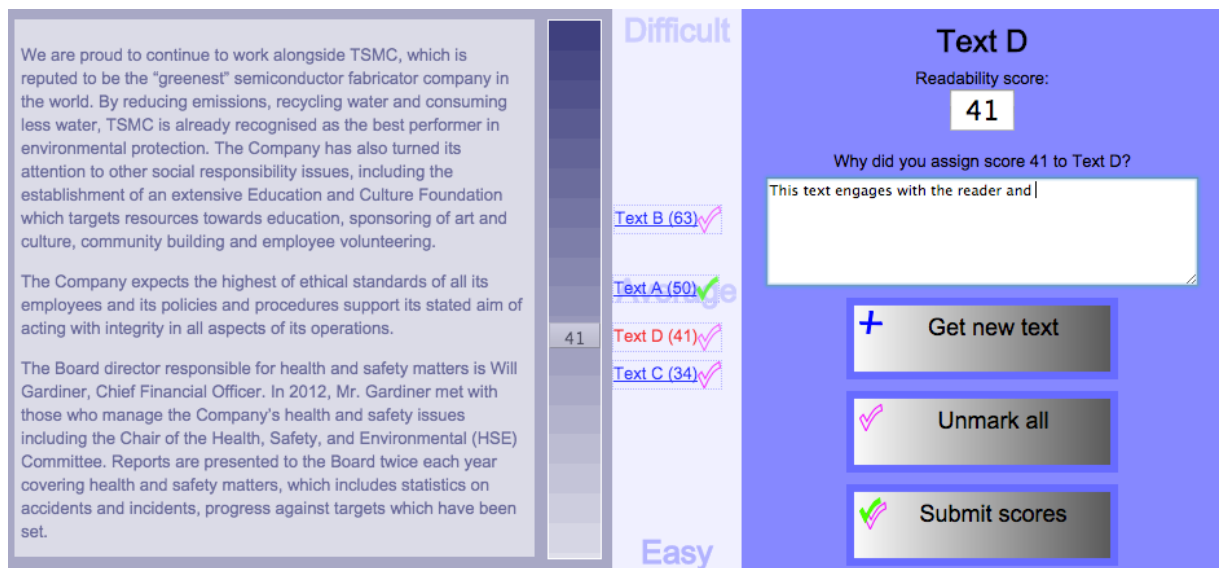 We are proud to continue to work alongside TSMC, which is
reputed to be the “greenest” semiconductor fabricator company in
the world. By reducing emissions, recycling water and consuming
less water, TSMC is already recognised as the best performer in
environmental protection. The Company has also turned its
attention to other social responsibility issues, including the
establishment of an extensive Education and Culture Foundation
which targets resources towards education, sponsoring of art and
culture, community building and employee volunteering.
The Company expects the highest of ethical standards of all its
employees and its policies and procedures support its stated aim of
acting with integrity in all aspects of its operations.
The Board director responsible for health and safety matters is Will
Gardiner, Chief Financial Officer. In 2012, Mr. Gardiner met with
those who manage the Company’s health and safety issues
including the Chair of the Health, Safety, and Environmental (HSE)
Committee. Reports are presented to the Board twice each year
covering health and safety matters, which includes statistics on
accidents and incidents, progress against targets which have been
set.
41
Difficult
Text B (63)
Text A (50)
Average
Text D (41)
Text C (34)
Easy
Text D
Readability score:
41
Why did you assign score 41 to Text D?
This text engages with the reader and
Get new text
Unmark all
Submit scores